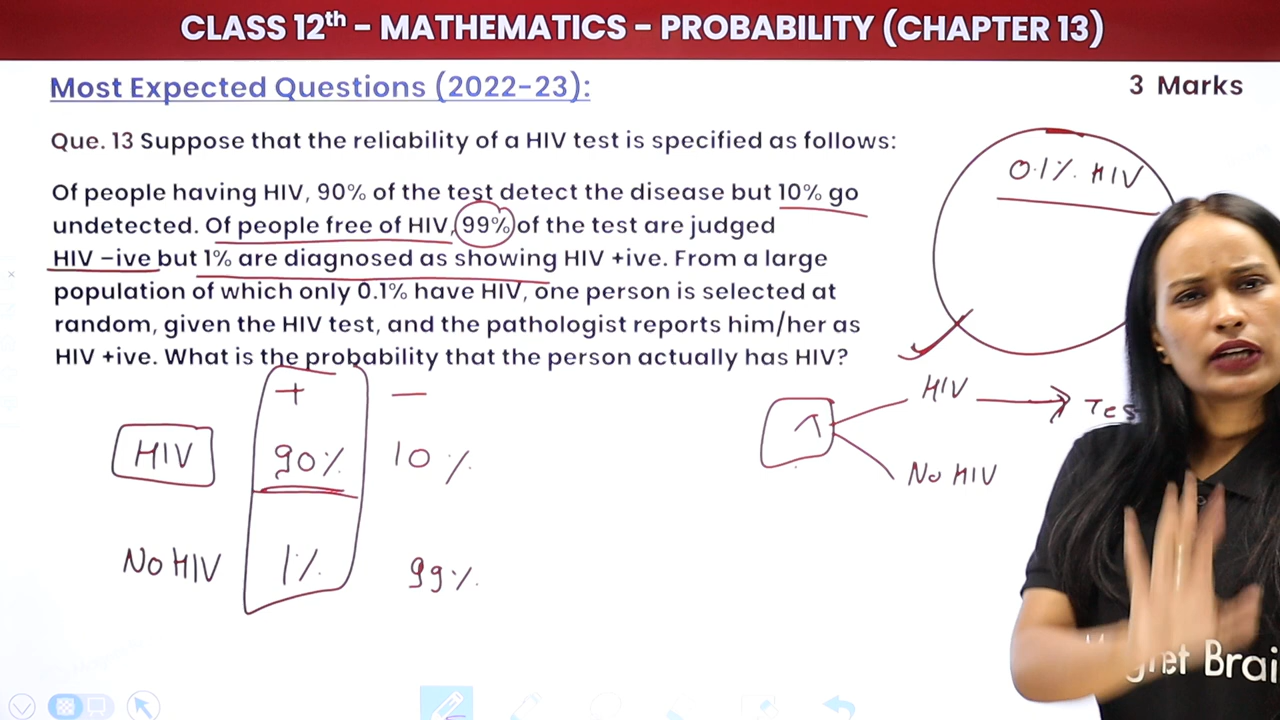 CLASS 12th – MATHEMATICS – PROBABILITY (CHAPTER 13)
Most Expected Questions (2022-23):
3 Marks
Que. 13 Suppose that the reliability of a HIV test is specified as follows:
Of people having HIV, 90% of the test detect the disease but 10% go
undetected. Of people free of HIV, 99% of the test are judged
HIV –ive but 1% are diagnosed as showing HIV +ive. From a large
population of which only 0.1% have HIV, one person is selected at
random, given the HIV test, and the pathologist reports him/her as
HIV +ive. What is the probability that the person actually has HIV?
0.1% HIV
+ −
HIV 90% 10%
No HIV 1% 99%
HIV → Tes
1
No HIV
et Brai